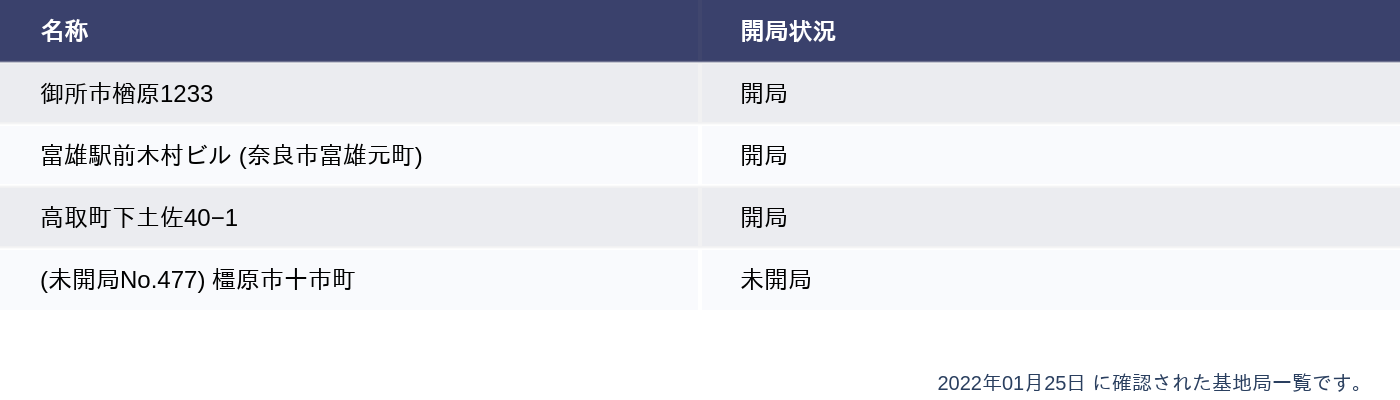 名称 開局状況
御所市楢原1233 開局
富雄駅前木村ビル (奈良市富雄元町) 開局
高取町下土佐40−1 開局
(未開局No.477) 橿原市十市町 未開局
2022年01月25日 に確認された基地局一覧です。